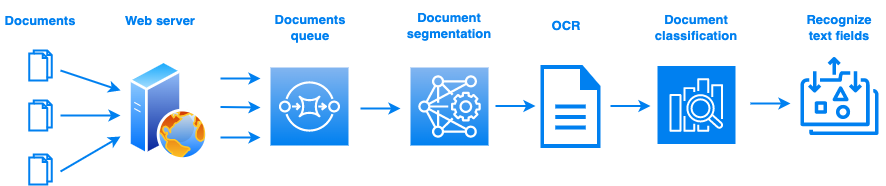 Documents
Web server
Documents
queue
Document
segmentation
OCR
Document
classification
Recognize
text fields